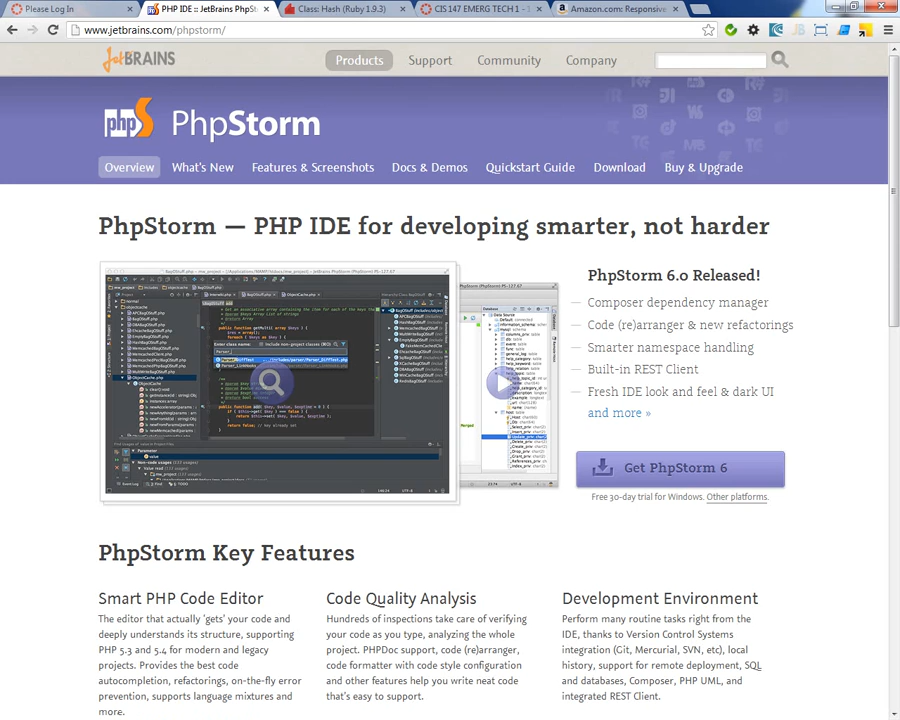 Please Log In
PHP IDE :: JetBrains PhpSt
Class: Hash (Ruby 1.9.3)
CIS 147 EMERG TECH 1 -
Amazon.com: Responsive
www.jetbrains.com/phpstorm/
JetBRAINS
Products
Support
Community
Company
php
PhpStorm
Overview
What's New
Features & Screenshots
Docs & Demos
Quickstart Guide
Download
Buy & Upgrade
PhpStorm — PHP IDE for developing smarter, not harder
PhpStorm 6.0 Released!
Composer dependency manager
Code (re)arranger & new refactorings
Smarter namespace handling
Built-in REST Client
Fresh IDE look and feel & dark UI
and more »
Get PhpStorm 6
Free 30-day trial for Windows. Other platforms.
PhpStorm Key Features
Smart PHP Code Editor
The editor that actually 'gets' your code and
deeply understands its structure, supporting
PHP 5.3 and 5.4 for modern and legacy
projects. Provides the best code
autocompletion, refactorings, on-the-fly error
prevention, supports language mixtures and
more.
Code Quality Analysis
Hundreds of inspections take care of verifying
your code as you type, analyzing the whole
project. PHPDoc support, code (re)arranger,
code formatter with code style configuration
and other features help you write neat code
that's easy to support.
Development Environment
Perform many routine tasks right from the
IDE, thanks to Version Control Systems
integration (Git, Mercurial, SVN, etc), local
history, support for remote deployment, SQL
and databases, Composer, PHP UML, and
integrated REST Client.